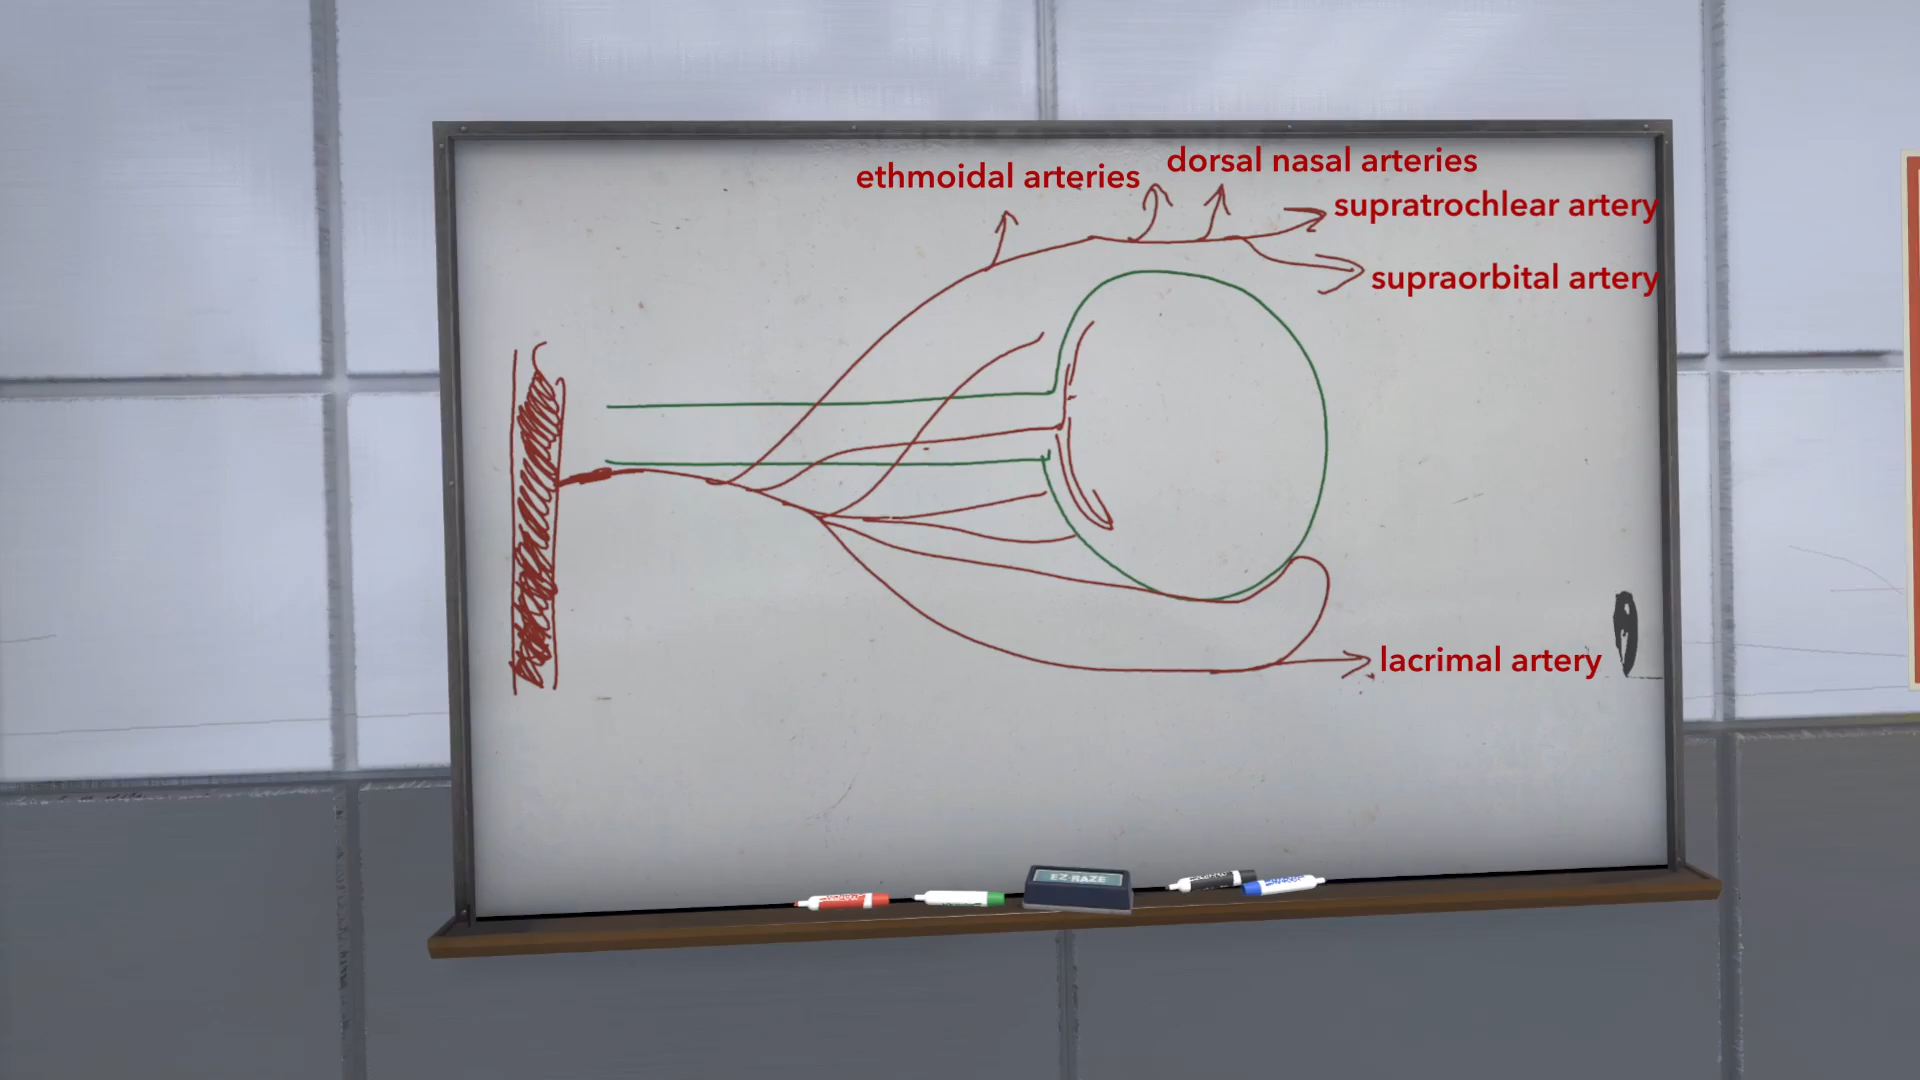 dorsal nasal arteries
ethmoidal arteries
supratrochlear artery
supraorbital artery
lacrimal artery
EZ-RAZE